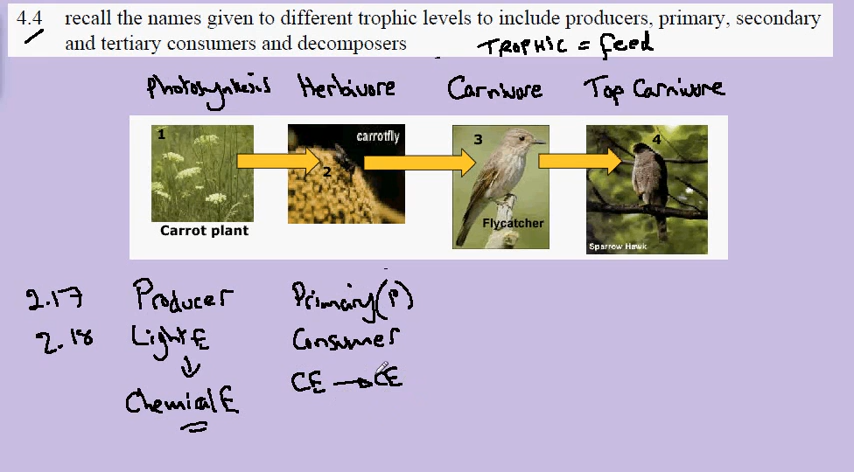 4.4 recall the names given to different trophic levels to include producers, primary, secondary
and tertiary consumers and decomposers
TROPHIC = feed
Photosynthesis Herbivore Carnivore Top Carnivore
1 carrotfly 3 4
2
Flycatcher
Carrot plant Sparrow Hawk
2.17 Producer Primary(P)
2.18 Light E Consumer
CE → CE
Chemical E